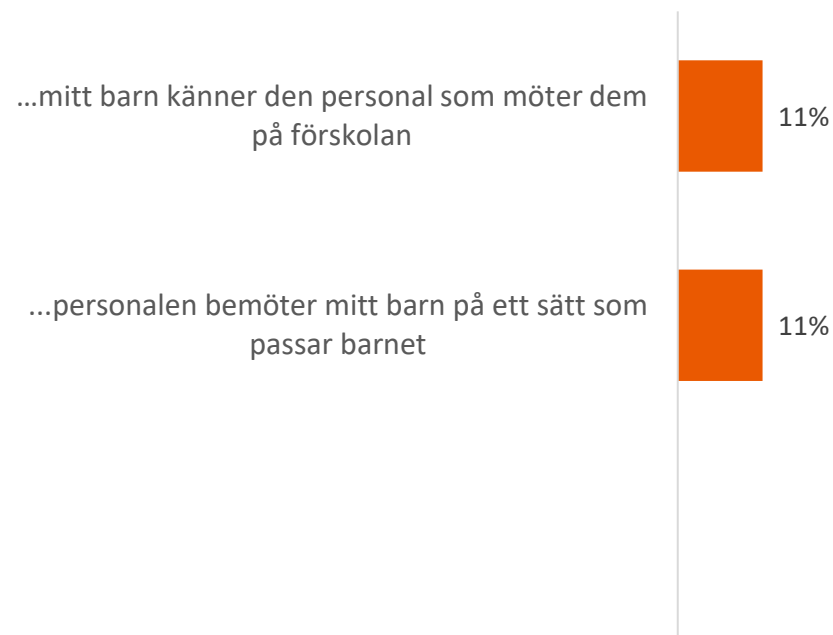 …mitt barn känner den personal som möter dem
på förskolan
11%
...personalen bemöter mitt barn på ett sätt som
passar barnet
11%